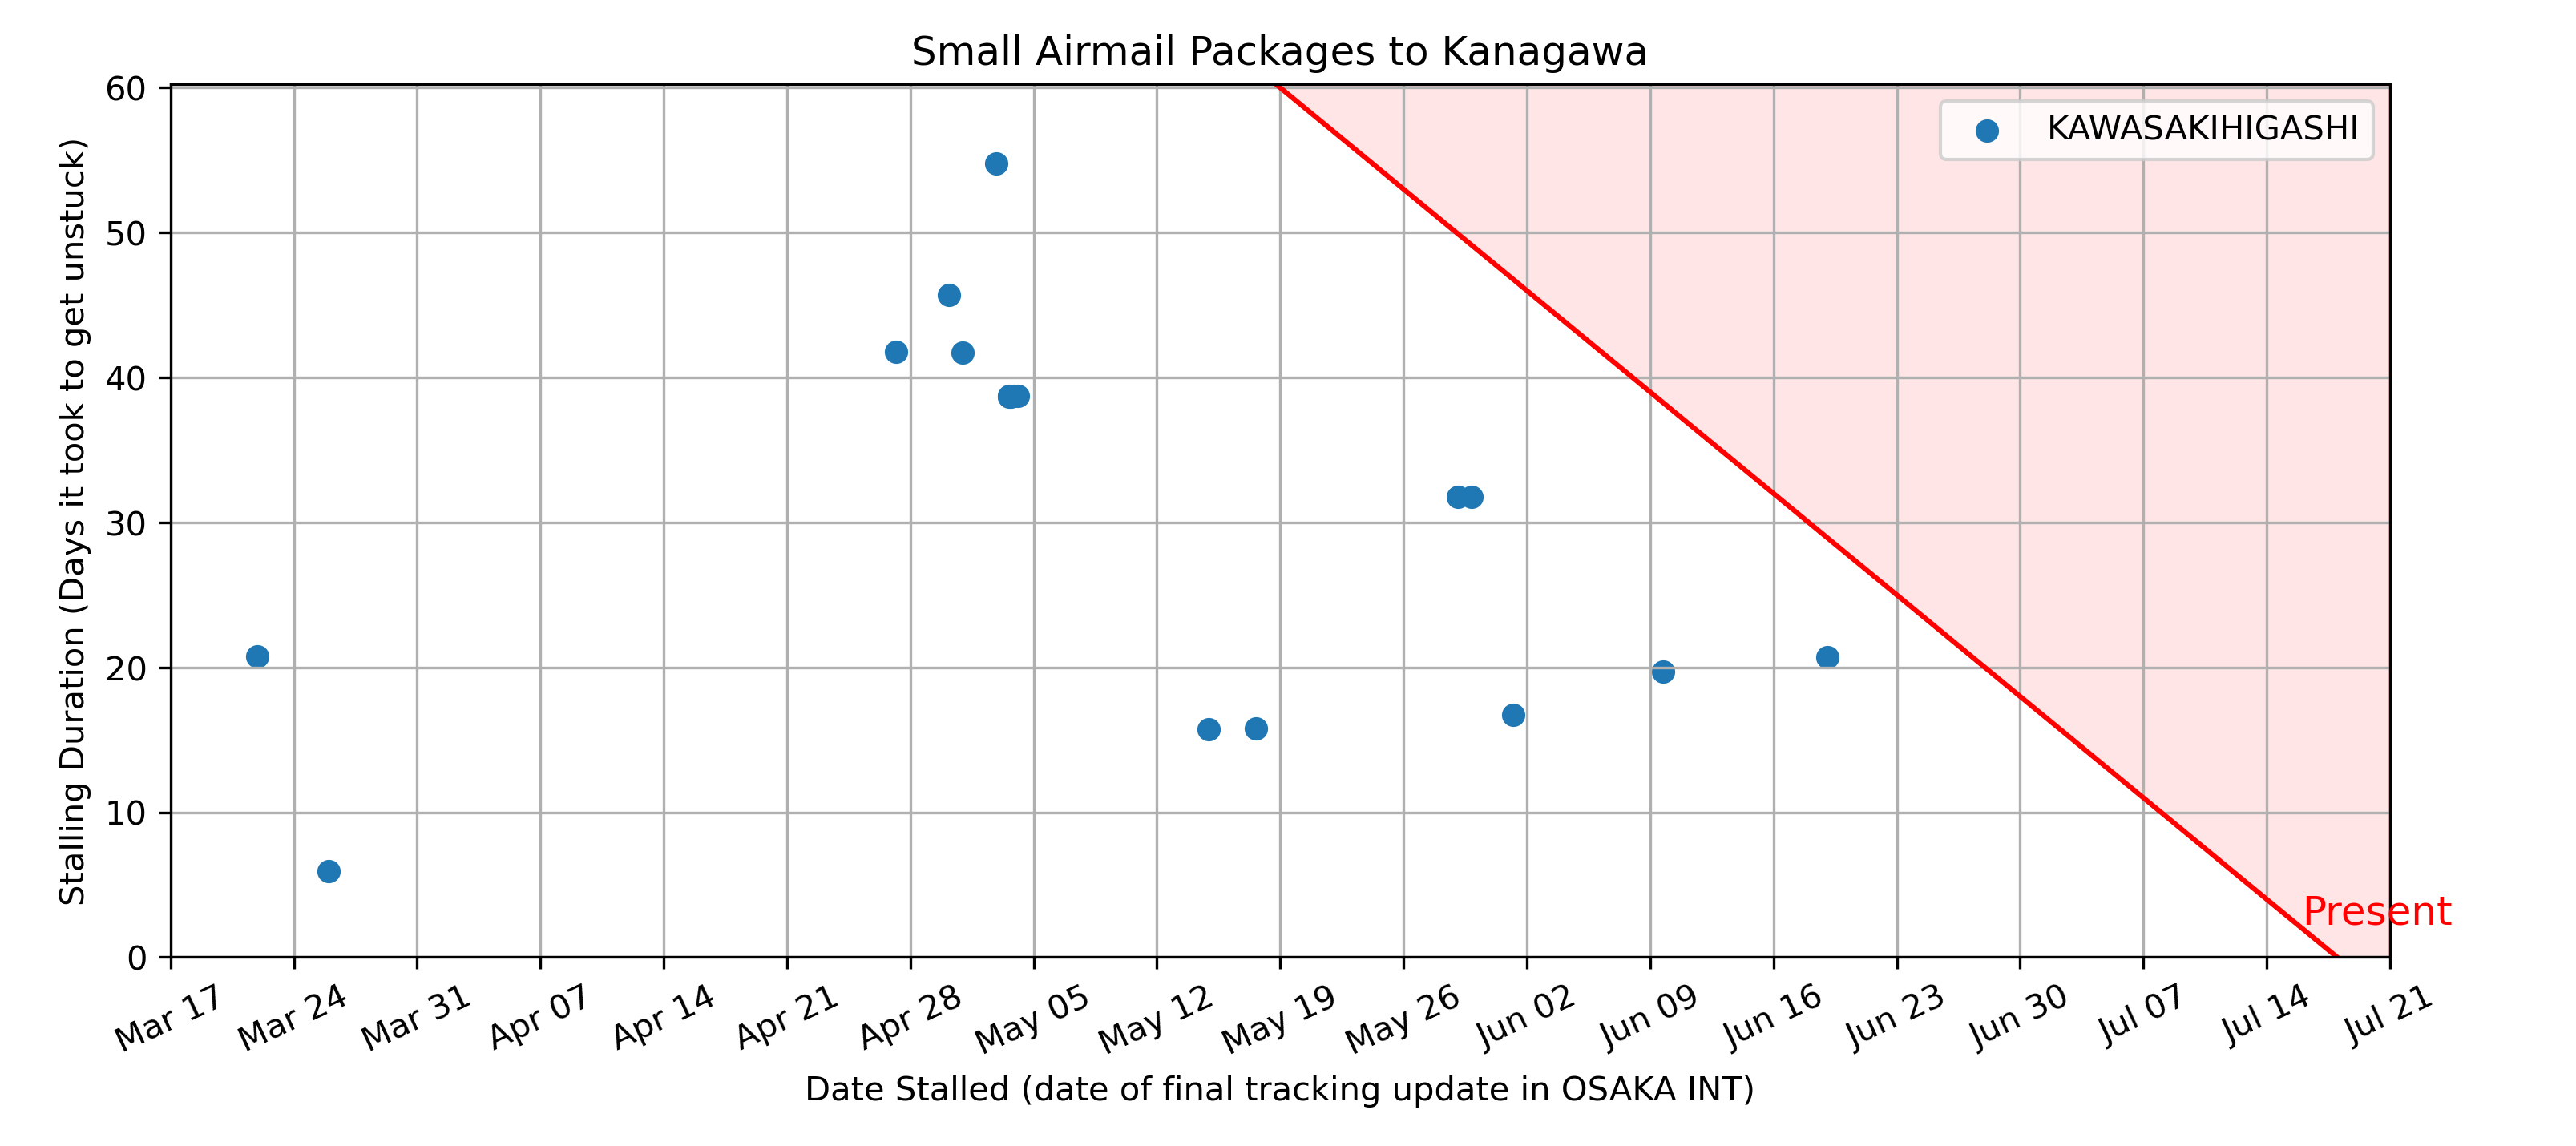 Small Airmail Packages to Kanagawa
KAWASAKIHIGASHI
Stalling Duration (Days it took to get unstuck)
60
50
40
30
20
10
0
Present
Mar 17
Mar 24
Mar 31
Apr 07
Apr 14
Apr 21
Apr 28
May 05
May 12
May 19
May 26
Jun 02
Jun 09
Jun 16
Jun 23
Jun 30
Jul 07
Jul 14
Jul 21
Date Stalled (date of final tracking update in OSAKA INT)